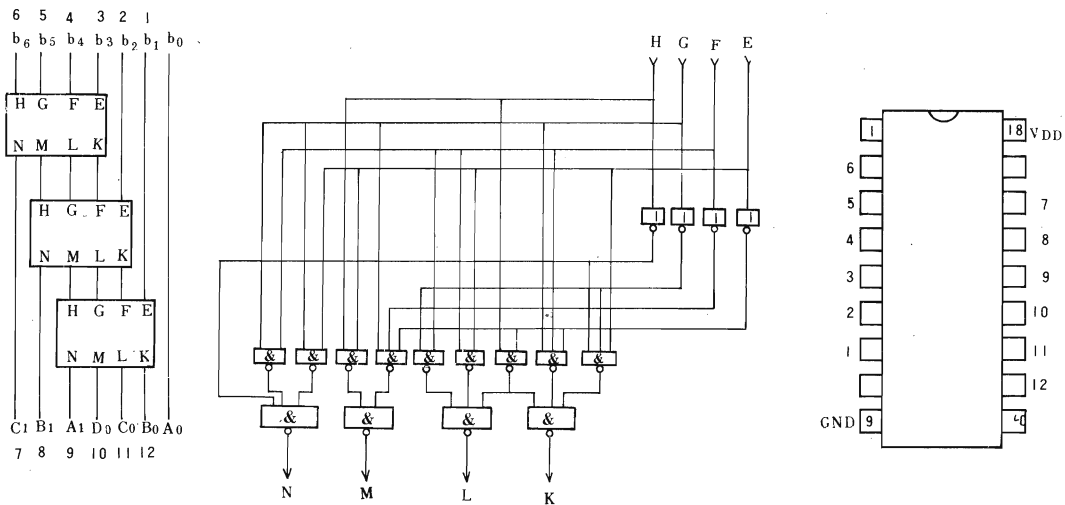 6 5 4 3 2 1
b6 b5 b4 b3 b2 b1 b0
H G F E
N M L K
H G F E
N M L K
H G F E
N M L K
C1 B1 A1 D0 C0 B0 A0
7 8 9 10 11 12
H G F E
1 1 1 1
& & & & & & & & &
& & & &
N M L K
1 18 VDD
6
5 7
4 8
3 9
2 10
1 11
12
GND 9